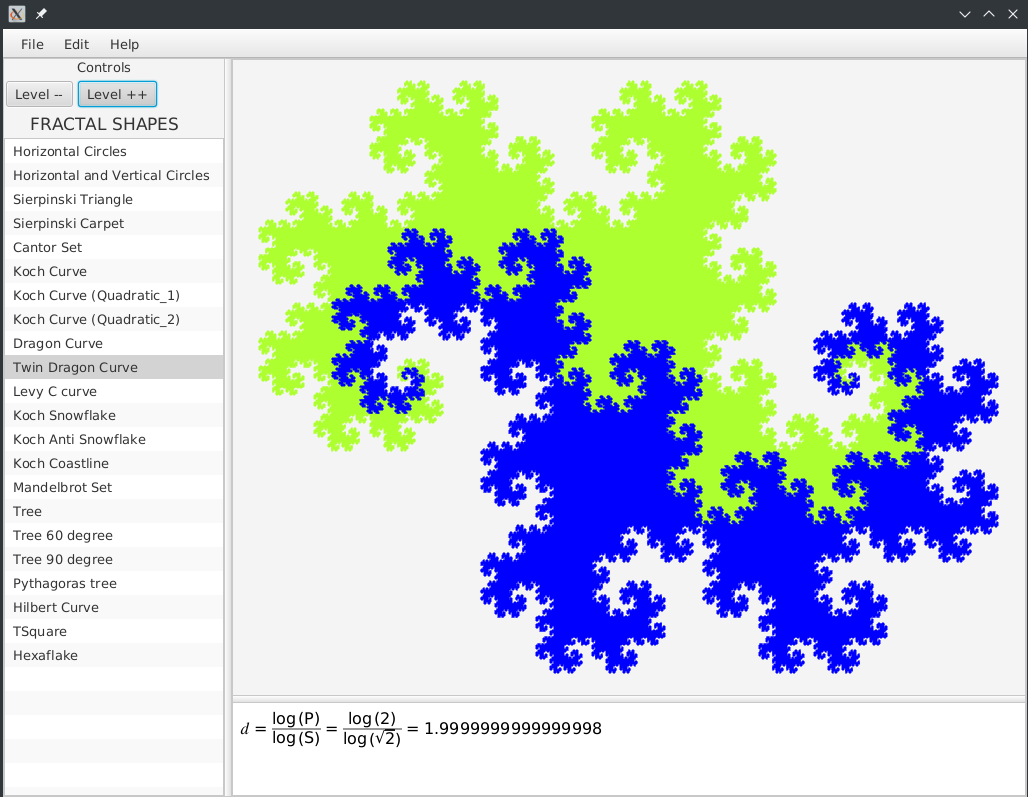 File Edit Help
Controls
Level -- Level ++
FRACTAL SHAPES
Horizontal Circles
Horizontal and Vertical Circles
Sierpinski Triangle
Sierpinski Carpet
Cantor Set
Koch Curve
Koch Curve (Quadratic_1)
Koch Curve (Quadratic_2)
Dragon Curve
Twin Dragon Curve
Levy C curve
Koch Snowflake
Koch Anti Snowflake
Koch Coastline
Mandelbrot Set
Tree
Tree 60 degree
Tree 90 degree
Pythagoras tree
Hilbert Curve
TSquare
Hexaflake
d = log(P)/log(S) = log(2)/log(√2) = 1.9999999999999998